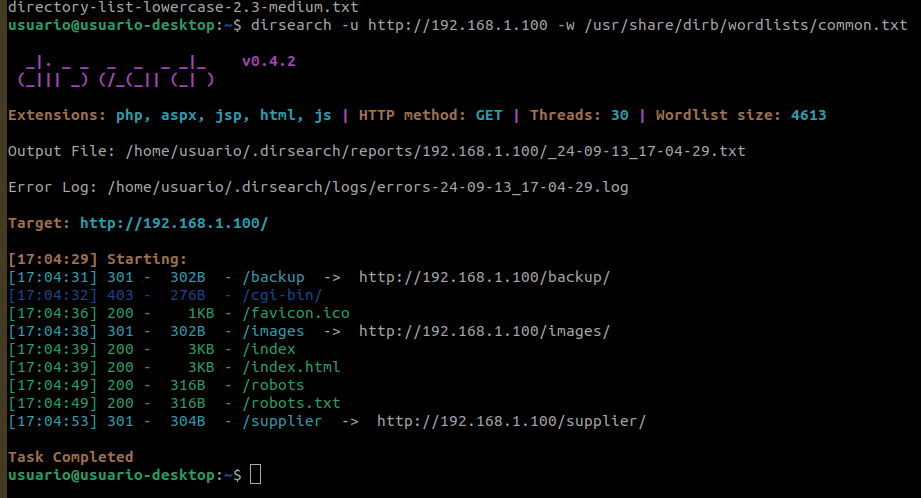 directory-list-lowercase-2.3-medium.txt
usuario@usuario-desktop:~$ dirsearch -u http://192.168.1.100 -w /usr/share/dirb/wordlists/common.txt
  _|. _ _  _  _  _ _|_    v0.4.2
 (_||| _) (/_(_|| (_| )
Extensions: php, aspx, jsp, html, js | HTTP method: GET | Threads: 30 | Wordlist size: 4613
Output File: /home/usuario/.dirsearch/reports/192.168.1.100/_24-09-13_17-04-29.txt
Error Log: /home/usuario/.dirsearch/logs/errors-24-09-13_17-04-29.log
Target: http://192.168.1.100/
[17:04:29] Starting:
[17:04:31] 301 -  302B  - /backup  ->  http://192.168.1.100/backup/
[17:04:32] 403 -  276B  - /cgi-bin/
[17:04:36] 200 -    1KB - /favicon.ico
[17:04:38] 301 -  302B  - /images  ->  http://192.168.1.100/images/
[17:04:39] 200 -    3KB - /index
[17:04:39] 200 -    3KB - /index.html
[17:04:49] 200 -  316B  - /robots
[17:04:49] 200 -  316B  - /robots.txt
[17:04:53] 301 -  304B  - /supplier  ->  http://192.168.1.100/supplier/
Task Completed
usuario@usuario-desktop:~$